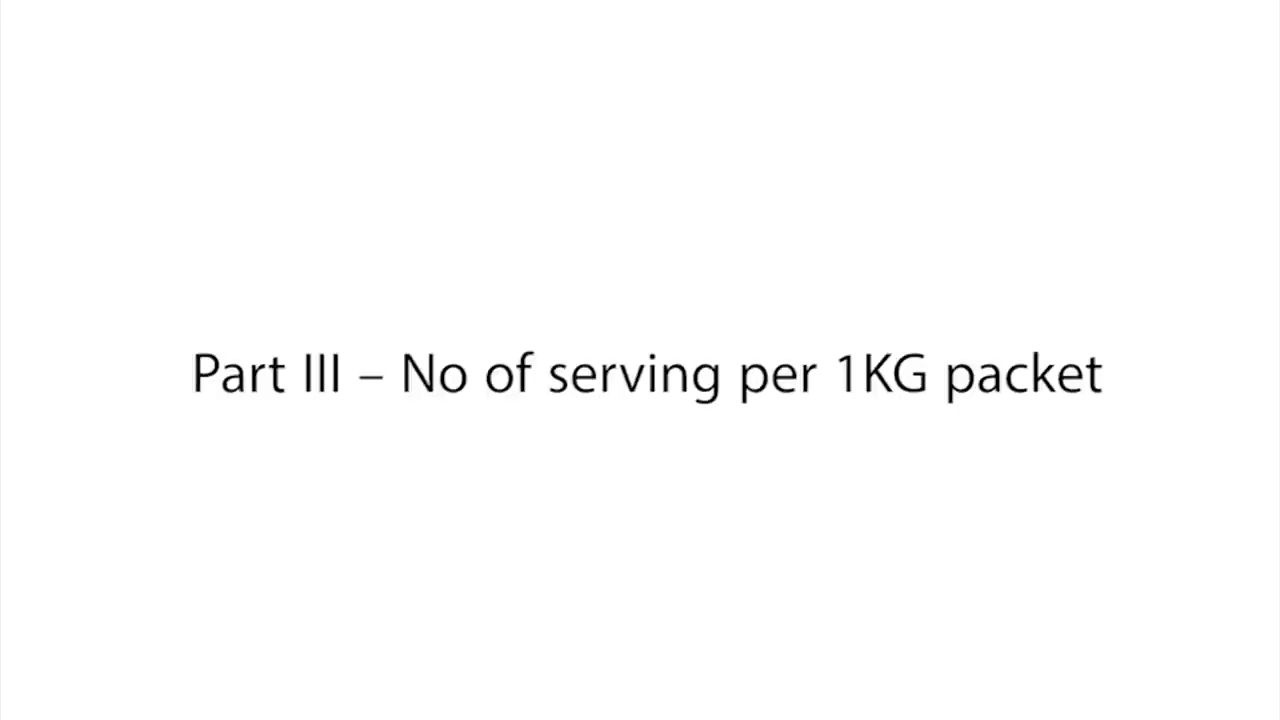 Part III – No of serving per 1KG packet